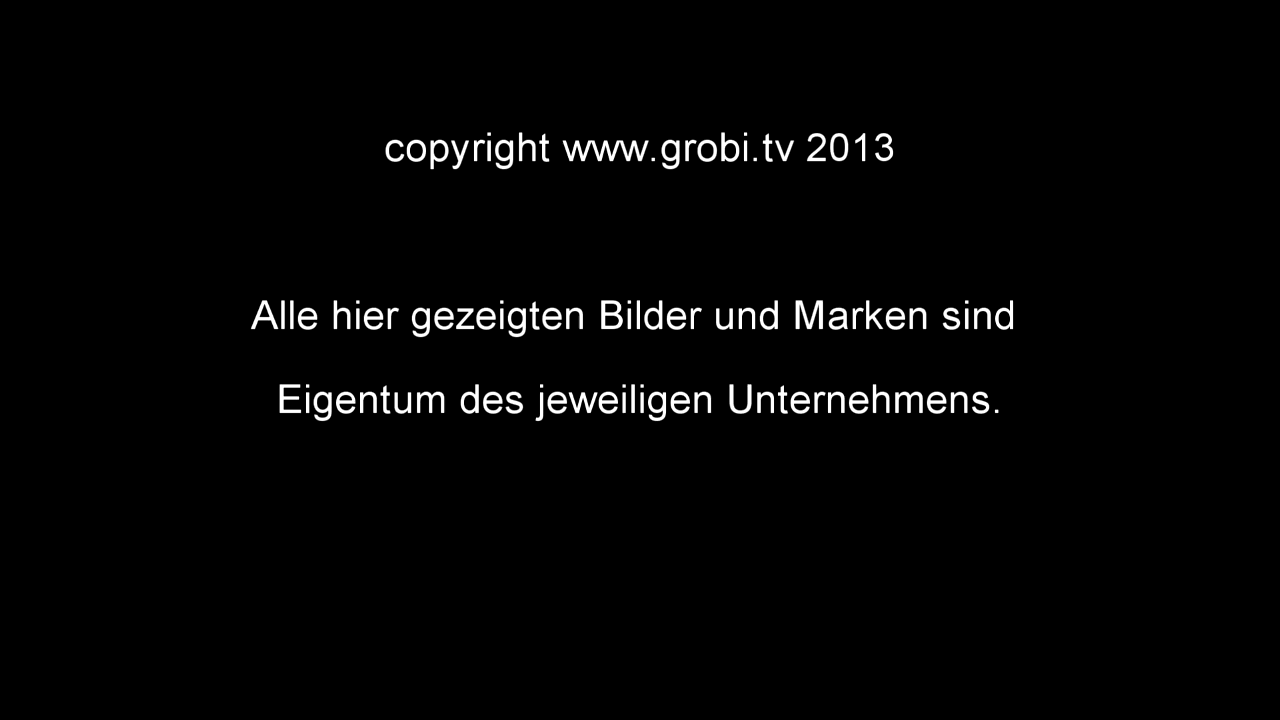 copyright www.grobi.tv 2013
Alle hier gezeigten Bilder und Marken sind
Eigentum des jeweiligen Unternehmens.